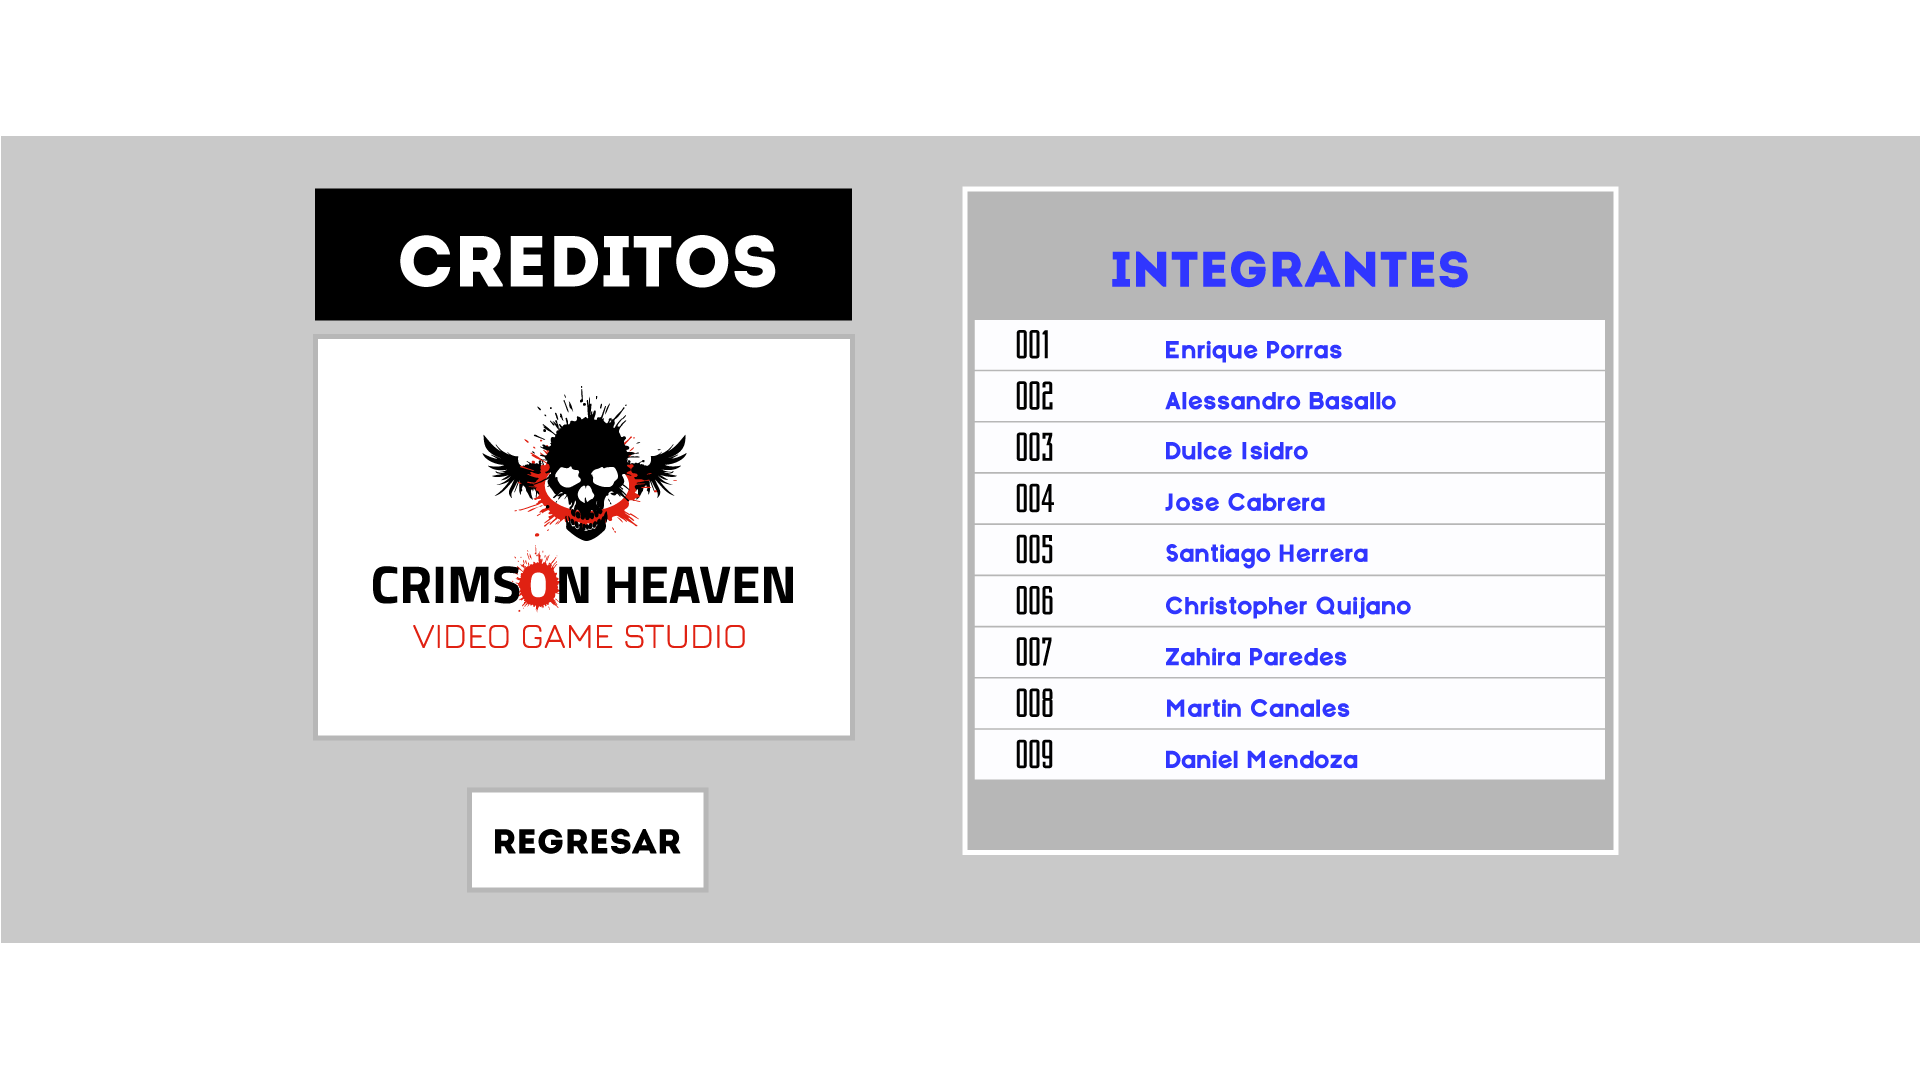 CREDITOS
CRIMSON HEAVEN
VIDEO GAME STUDIO
REGRESAR
INTEGRANTES
001 Enrique Porras
002 Alessandro Basallo
003 Dulce Isidro
004 Jose Cabrera
005 Santiago Herrera
006 Christopher Quijano
007 Zahira Paredes
008 Martin Canales
009 Daniel Mendoza